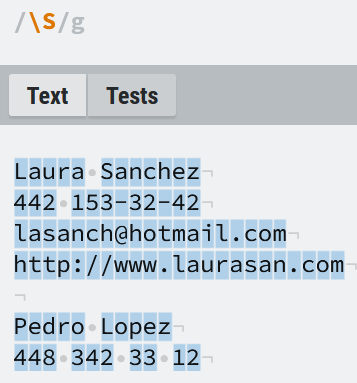 /\S/g
Text Tests
Laura Sanchez
442 153-32-42
lasanch@hotmail.com
http://www.laurasan.com
Pedro Lopez
448 342 33 12